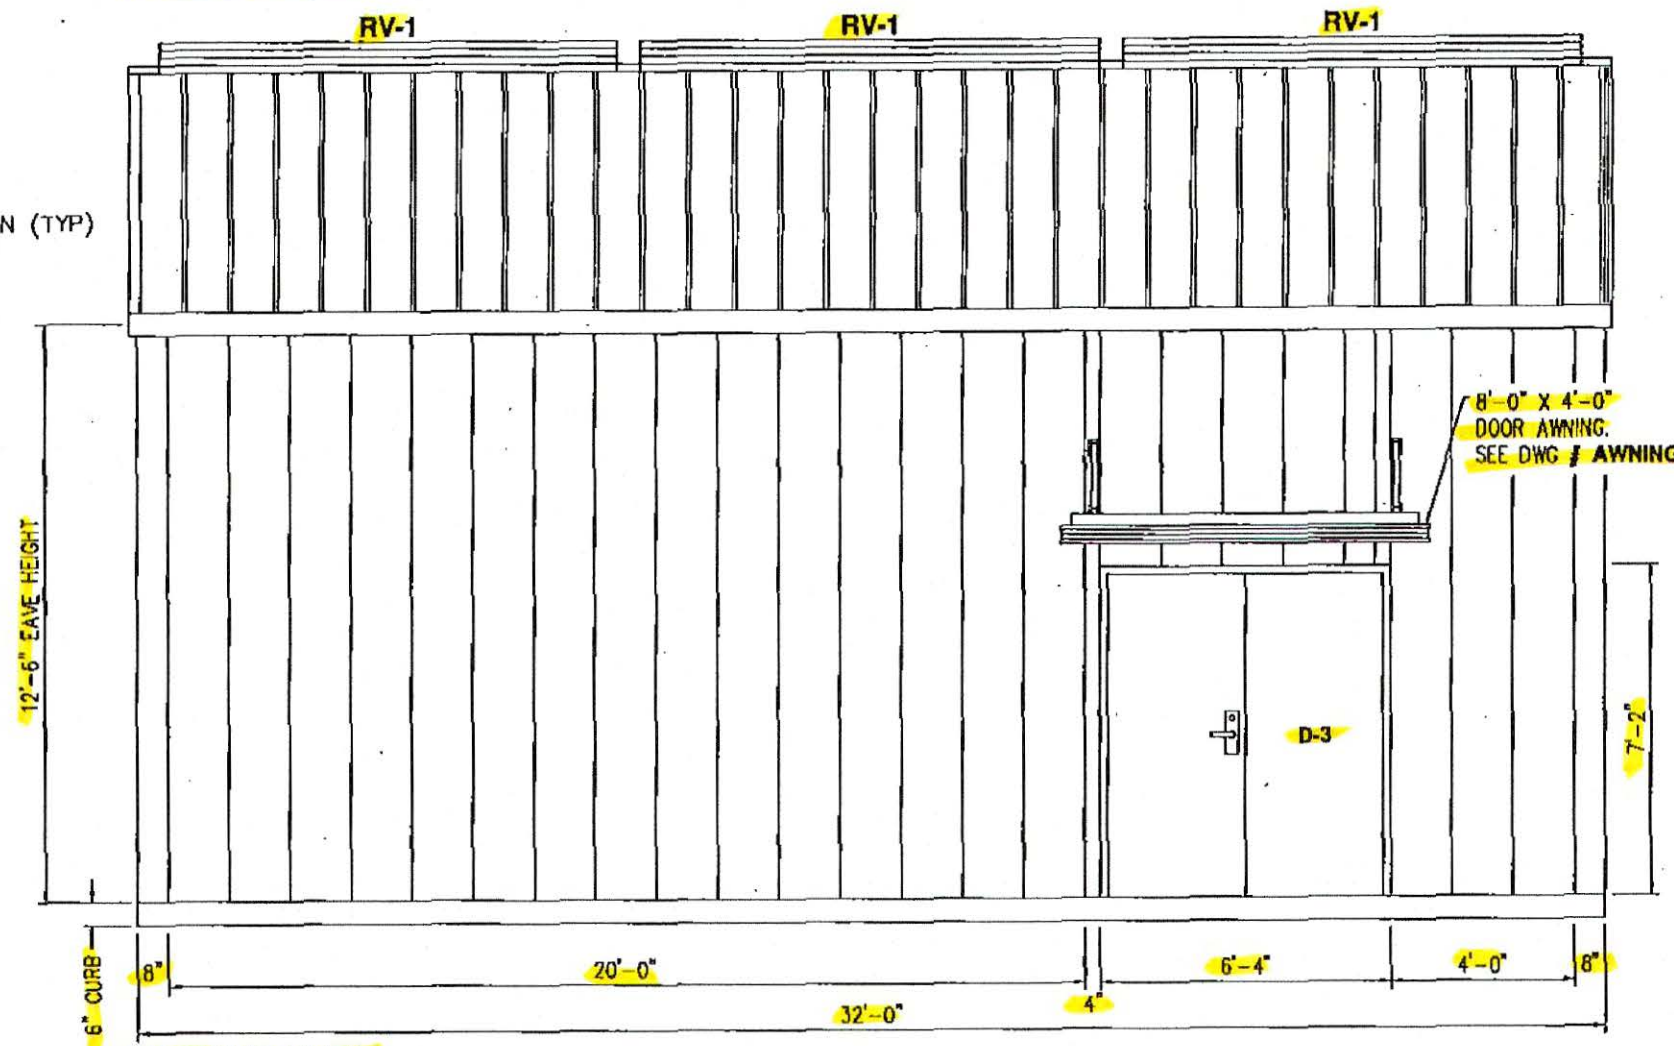 RV-1
RV-1
RV-1
N (TYP)
8'-0" X 4'-0"
DOOR AWNING.
SEE DWG # AWNING
12'-6" EAVE HEIGHT
D-3
7'-2"
6" CURB
8"
20'-0"
4"
6'-4"
4'-0"
8"
32'-0"